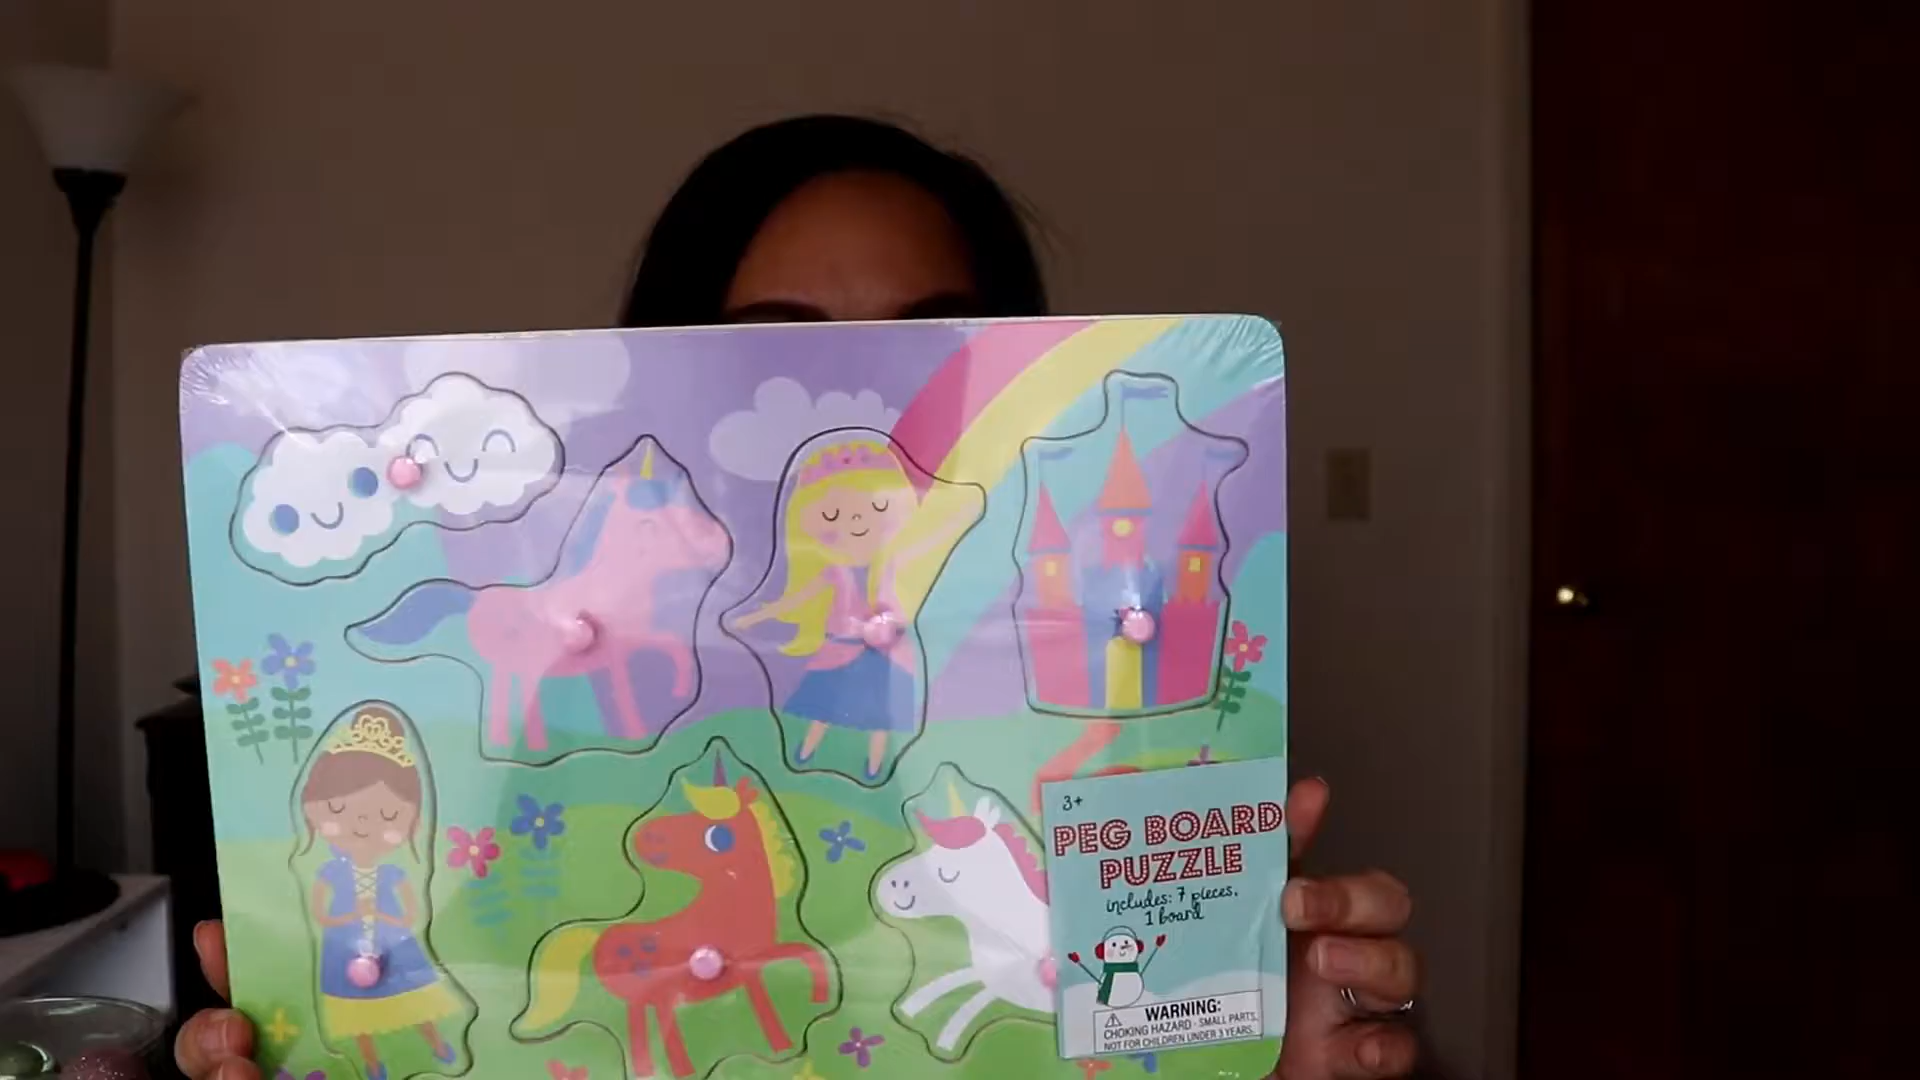 3+
PEG BOARD
PUZZLE
includes: 7 pieces,
1 board
WARNING:
CHOKING HAZARD - SMALL PARTS.
NOT FOR CHILDREN UNDER 3 YEARS.